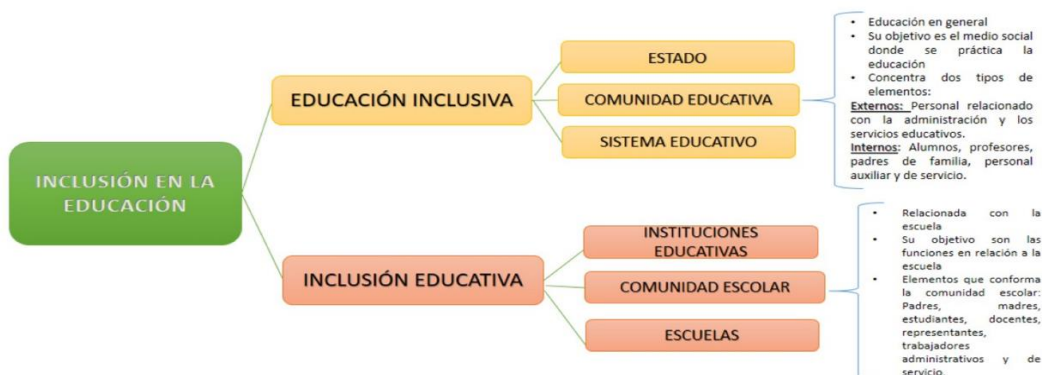 INCLUSIÓN EN LA
EDUCACIÓN
EDUCACIÓN INCLUSIVA
ESTADO
COMUNIDAD EDUCATIVA
SISTEMA EDUCATIVO
• Educación en general
• Su objetivo es el medio social
donde se práctica la
educación
• Concentra dos tipos de
elementos:
Externos: Personal relacionado
con la administración y los
servicios educativos.
Internos: Alumnos, profesores,
padres de familia, personal
auxiliar y de servicio.
INCLUSIÓN EDUCATIVA
INSTITUCIONES
EDUCATIVAS
COMUNIDAD ESCOLAR
ESCUELAS
• Relacionada con la
escuela
• Su objetivo son las
funciones en relación a la
escuela
• Elementos que conforma
la comunidad escolar:
Padres, madres,
estudiantes, docentes,
representantes,
trabajadores
administrativos y de
servicio.